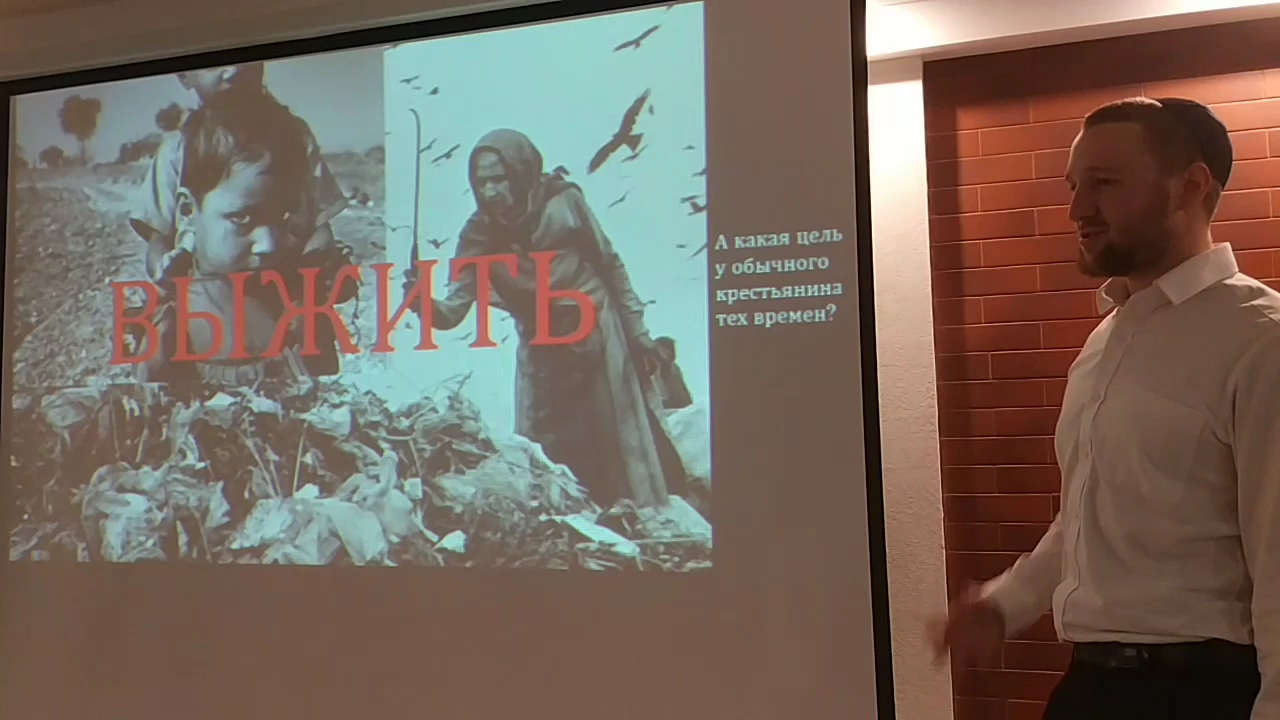 ВЫЖИТЬ
А какая цель
у обычного
крестьянина
тех времен?